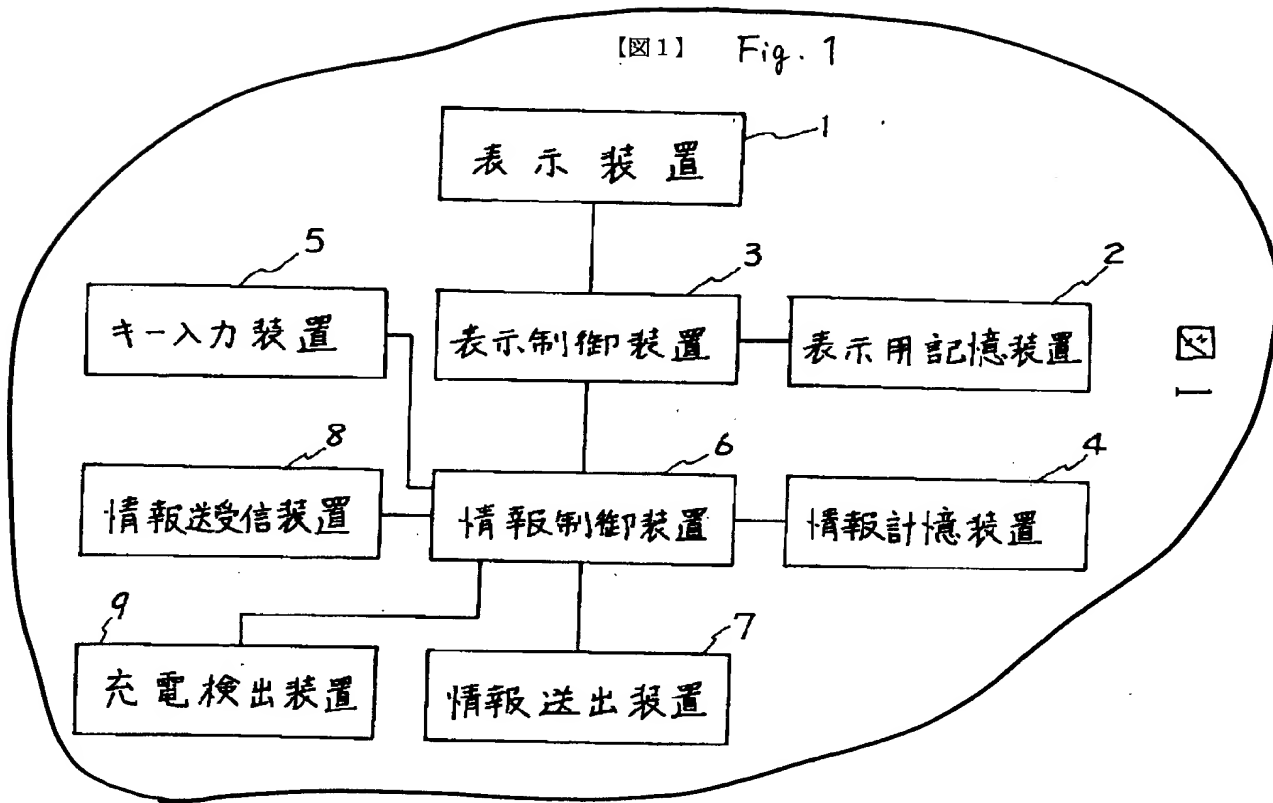 【図1】 Fig. 1
1
表示装置
5
3
2
キー入力装置
表示制御装置
表示用記憶装置
図1
8
6
4
情報送受信装置
情報制御装置
情報計憶装置
9
7
充電検出装置
情報送出装置